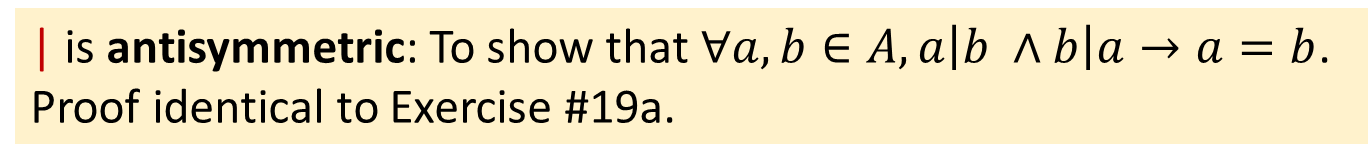 | is antisymmetric: To show that ∀𝑎, 𝑏 ∈ 𝐴, 𝑎|𝑏 ∧ 𝑏|𝑎 → 𝑎 = 𝑏.
Proof identical to Exercise #19a.